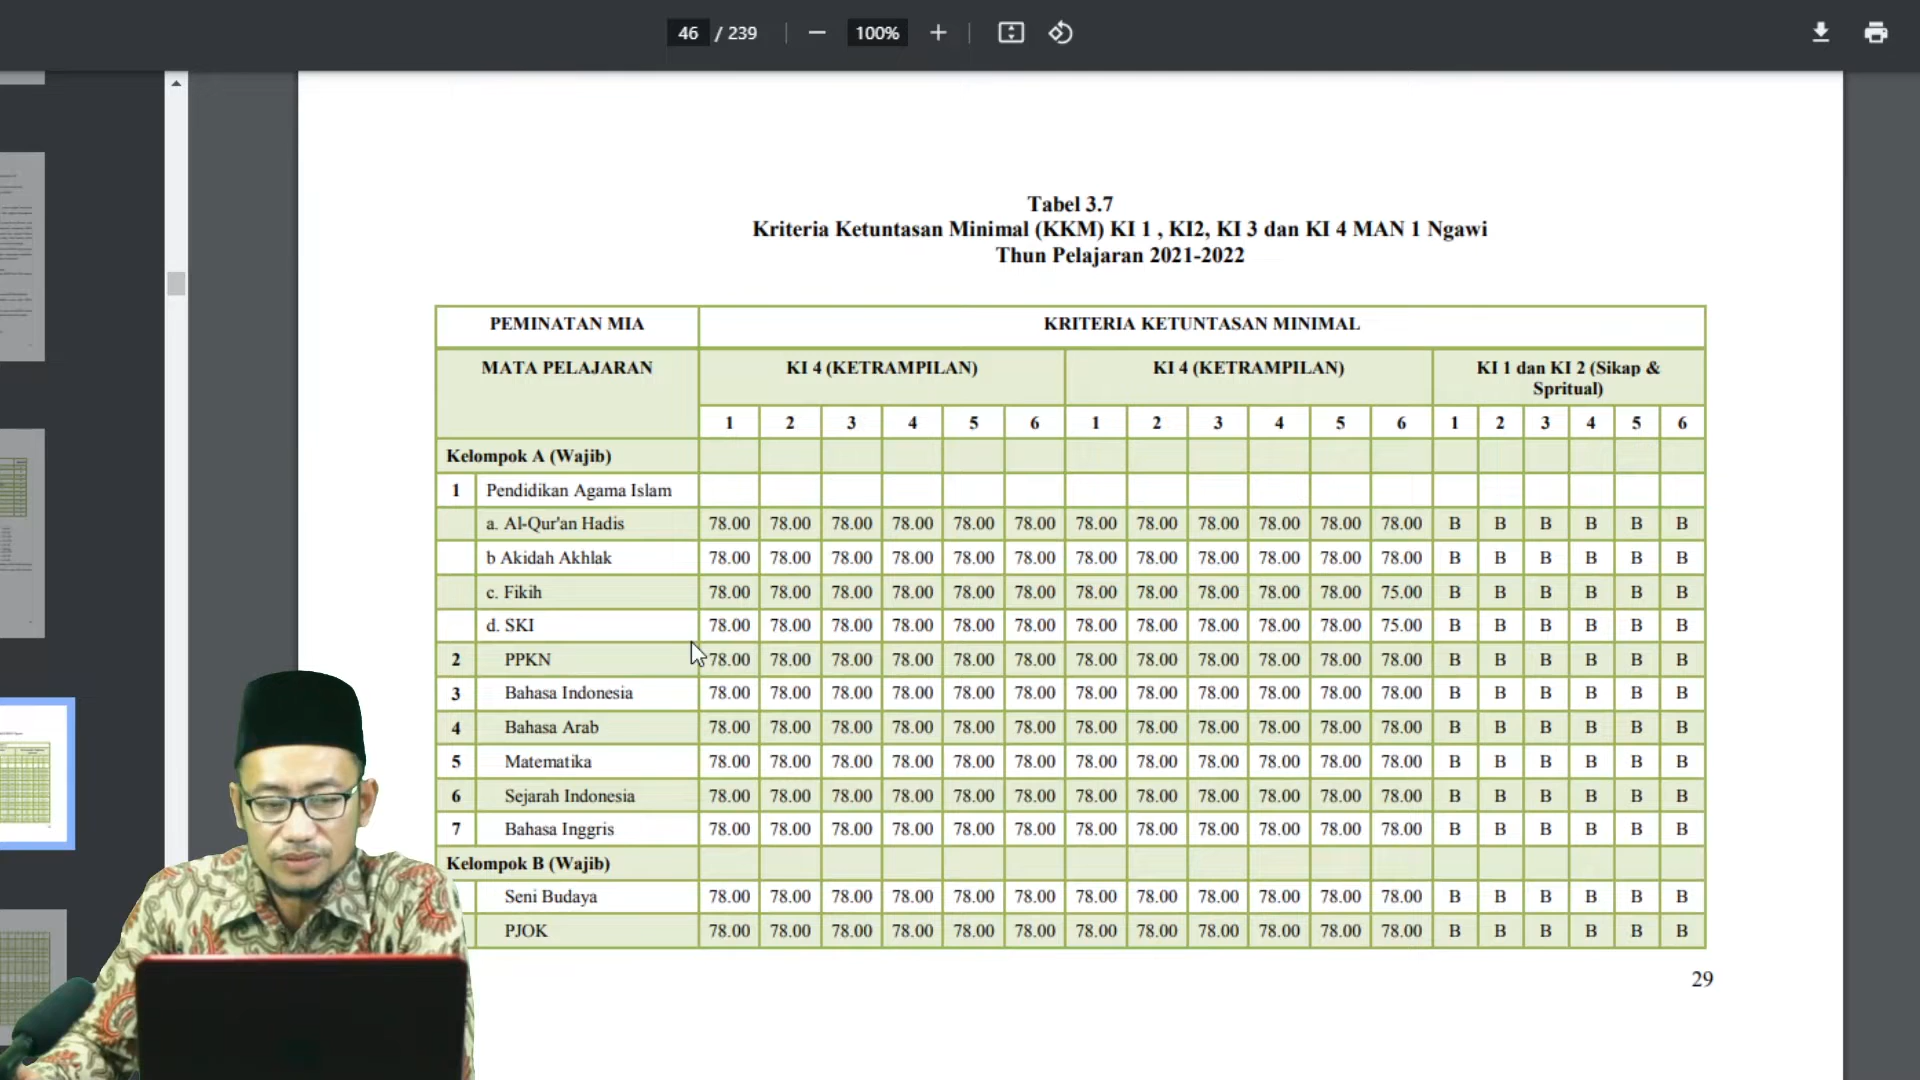 46 / 239
100%
Tabel 3.7
Kriteria Ketuntasan Minimal (KKM) KI 1 , KI2, KI 3 dan KI 4 MAN 1 Ngawi
Thun Pelajaran 2021-2022
PEMINATAN MIA KRITERIA KETUNTASAN MINIMAL
MATA PELAJARAN KI 4 (KETRAMPILAN) KI 4 (KETRAMPILAN) KI 1 dan KI 2 (Sikap &
Spritual)
1 2 3 4 5 6 1 2 3 4 5 6 1 2 3 4 5 6
Kelompok A (Wajib)
1 Pendidikan Agama Islam
a. Al-Qur'an Hadis 78.00 78.00 78.00 78.00 78.00 78.00 78.00 78.00 78.00 78.00 78.00 78.00 B B B B B B
b Akidah Akhlak 78.00 78.00 78.00 78.00 78.00 78.00 78.00 78.00 78.00 78.00 78.00 78.00 B B B B B B
c. Fikih 78.00 78.00 78.00 78.00 78.00 78.00 78.00 78.00 78.00 78.00 78.00 75.00 B B B B B B
d. SKI 78.00 78.00 78.00 78.00 78.00 78.00 78.00 78.00 78.00 78.00 78.00 75.00 B B B B B B
2 PPKN 78.00 78.00 78.00 78.00 78.00 78.00 78.00 78.00 78.00 78.00 78.00 78.00 B B B B B B
3 Bahasa Indonesia 78.00 78.00 78.00 78.00 78.00 78.00 78.00 78.00 78.00 78.00 78.00 78.00 B B B B B B
4 Bahasa Arab 78.00 78.00 78.00 78.00 78.00 78.00 78.00 78.00 78.00 78.00 78.00 78.00 B B B B B B
5 Matematika 78.00 78.00 78.00 78.00 78.00 78.00 78.00 78.00 78.00 78.00 78.00 78.00 B B B B B B
6 Sejarah Indonesia 78.00 78.00 78.00 78.00 78.00 78.00 78.00 78.00 78.00 78.00 78.00 78.00 B B B B B B
7 Bahasa Inggris 78.00 78.00 78.00 78.00 78.00 78.00 78.00 78.00 78.00 78.00 78.00 78.00 B B B B B B
Kelompok B (Wajib)
Seni Budaya 78.00 78.00 78.00 78.00 78.00 78.00 78.00 78.00 78.00 78.00 78.00 78.00 B B B B B B
PJOK 78.00 78.00 78.00 78.00 78.00 78.00 78.00 78.00 78.00 78.00 78.00 78.00 B B B B B B
29